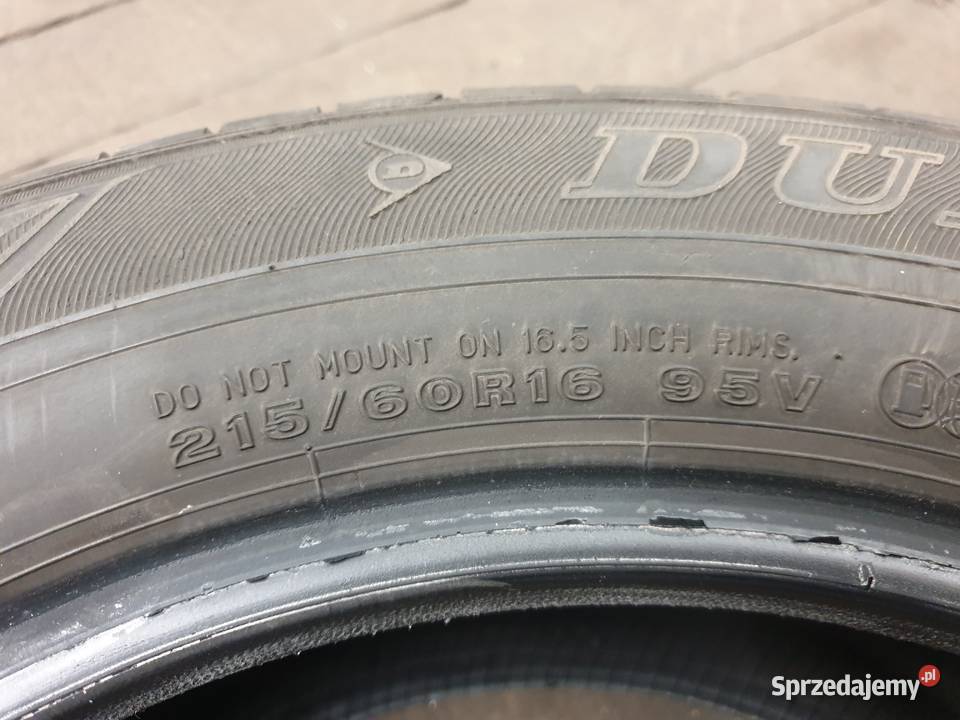 DU
DO NOT MOUNT ON 16.5 INCH RIMS.
215/60R16 95V
Sprzedajemy.pl